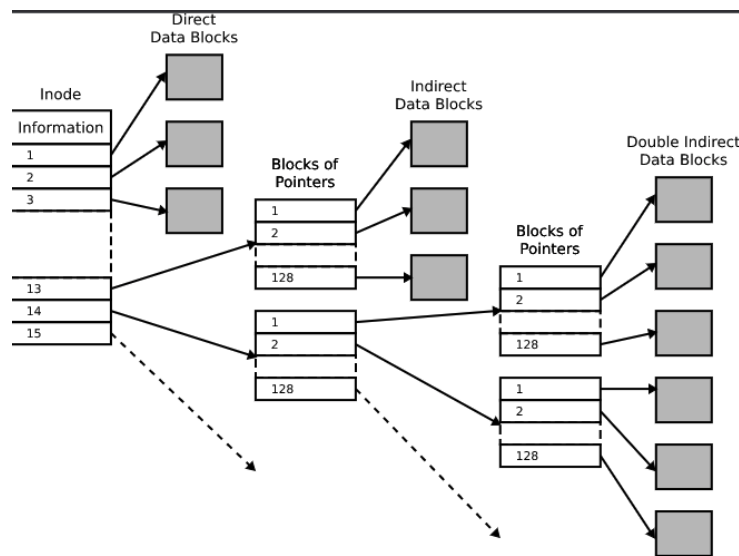 Direct
Data Blocks
Inode
Information
1
2
3
13
14
15
Blocks of
Pointers
1
2
128
1
2
128
Indirect
Data Blocks
Blocks of
Pointers
1
2
128
1
2
128
Double Indirect
Data Blocks